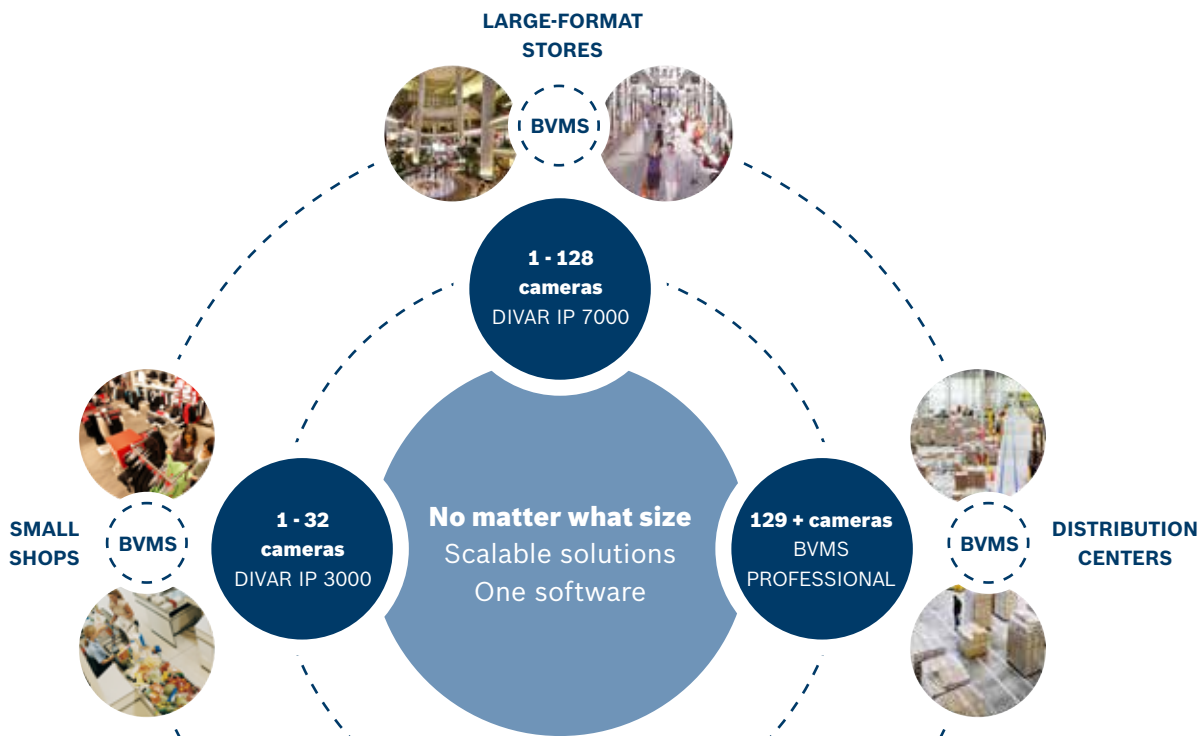 LARGE-FORMAT
STORES
BVMS
1 - 128
cameras
DIVAR IP 7000
SMALL
SHOPS
BVMS
1 - 32
cameras
DIVAR IP 3000
No matter what size
Scalable solutions
One software
129 + cameras
BVMS
PROFESSIONAL
BVMS
DISTRIBUTION
CENTERS